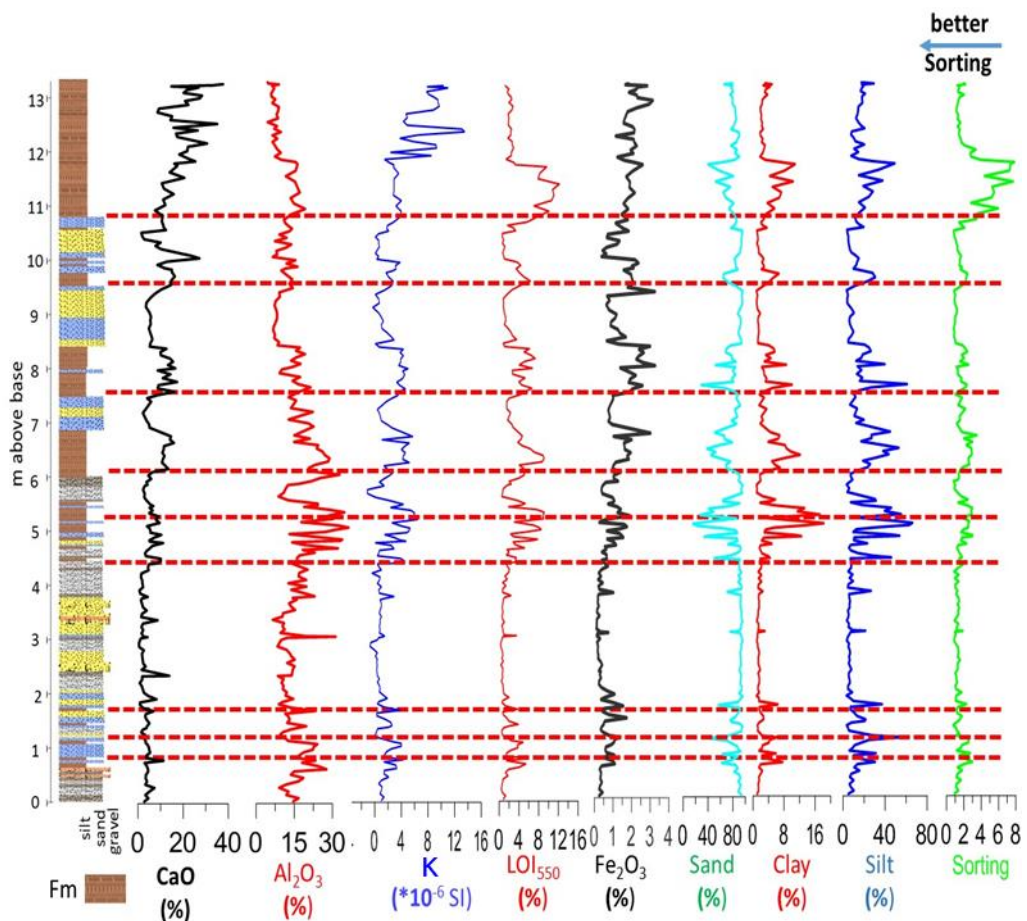 better
Sorting
13
12
11
10
9
8
7
6
5
4
3
2
1
0
m above base
silt
sand
gravel
0 20 40
0 15 30
0 4 8 12 16
0 4 8 12 16
0 1 2 3 4
0 40 80
0 8 16
0 40 80
0 2 6 8
Fm
CaO
(%)
Al₂O₃
(%)
K
(*10⁻⁶ SI)
LOI₅₅₀
(%)
Fe₂O₃
(%)
Sand
(%)
Clay
(%)
Silt
(%)
Sorting